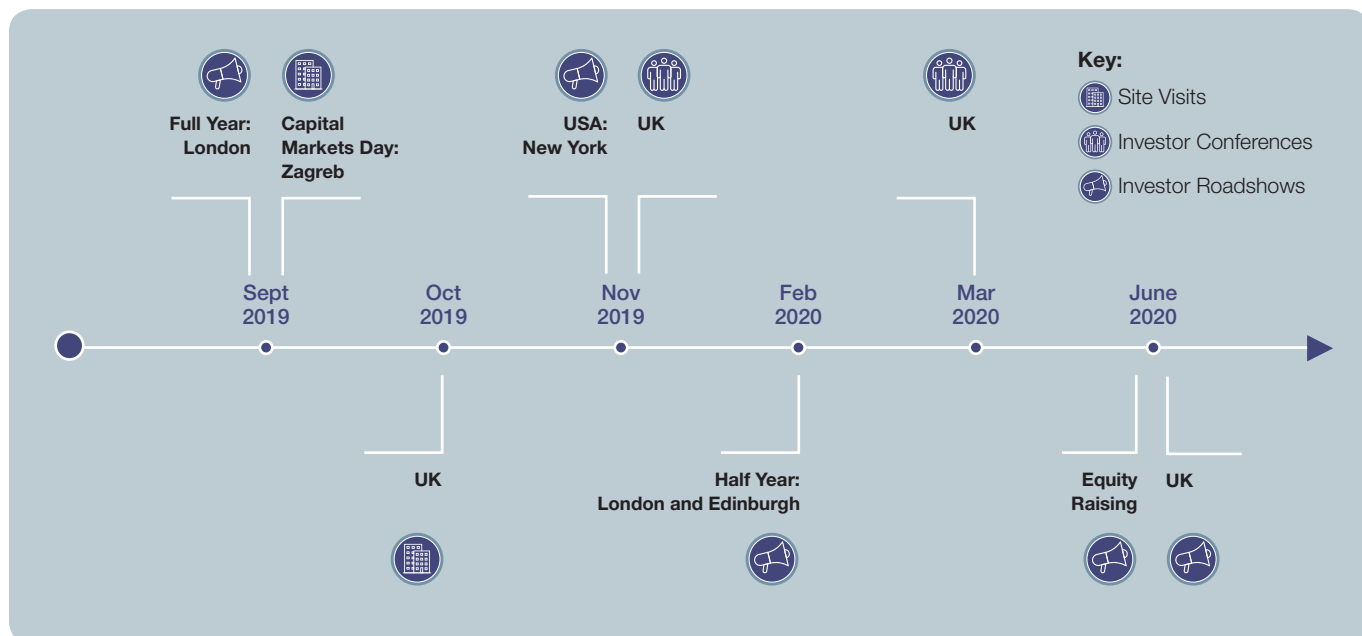 Full Year:
London
Capital
Markets Day:
Zagreb
USA:
New York
UK
UK
Key:
Site Visits
Investor Conferences
Investor Roadshows
Sept
2019
Oct
2019
Nov
2019
Feb
2020
Mar
2020
June
2020
UK
Half Year:
London and Edinburgh
Equity
Raising
UK